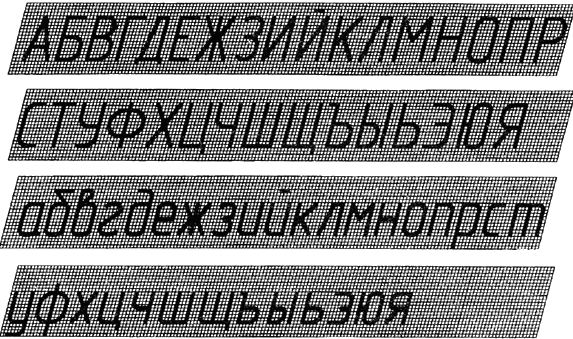 АБВГДЕЖЗИЙКЛМНОПР
СТУФХЦЧШЩЪЫЬЭЮЯ
абвгдежзийклмнопрст
уфхцчшщъыьэюя